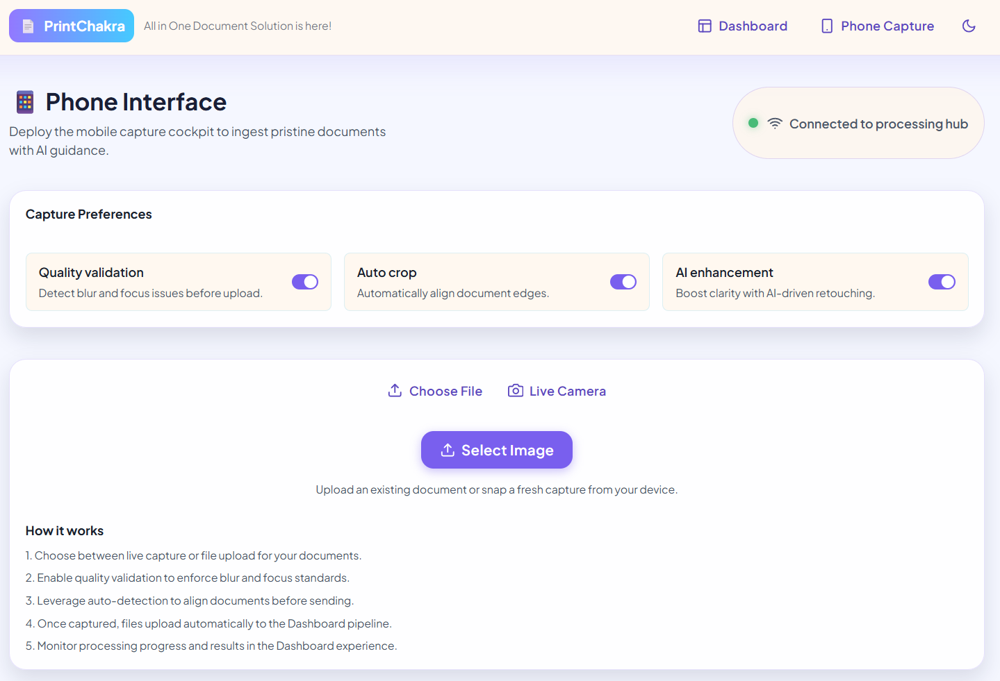 PrintChakra
All in One Document Solution is here!
Dashboard
Phone Capture
Phone Interface
Deploy the mobile capture cockpit to ingest pristine documents
with AI guidance.
Connected to processing hub
Capture Preferences
Quality validation
Detect blur and focus issues before upload.
Auto crop
Automatically align document edges.
AI enhancement
Boost clarity with AI-driven retouching.
Choose File
Live Camera
Select Image
Upload an existing document or snap a fresh capture from your device.
How it works
1. Choose between live capture or file upload for your documents.
2. Enable quality validation to enforce blur and focus standards.
3. Leverage auto-detection to align documents before sending.
4. Once captured, files upload automatically to the Dashboard pipeline.
5. Monitor processing progress and results in the Dashboard experience.